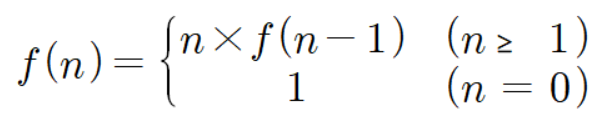 f(n) = { n × f(n − 1) (n ≥ 1)
1 (n = 0)